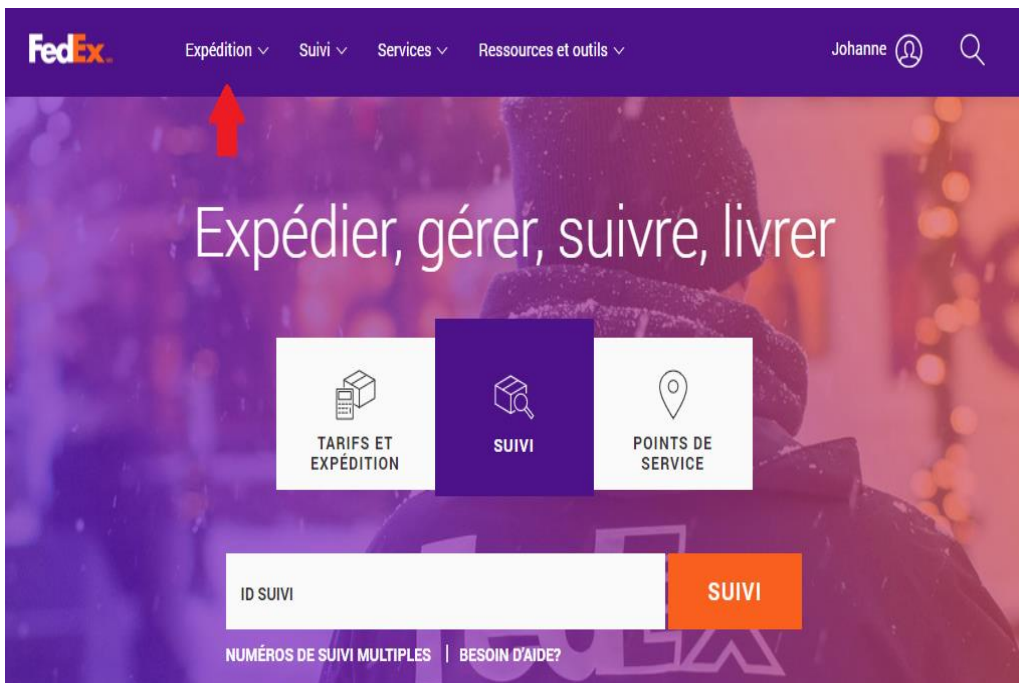 FedEx.
Expédition
Suivi
Services
Ressources et outils
Johanne
Expédier, gérer, suivre, livrer
TARIFS ET
EXPÉDITION
SUIVI
POINTS DE
SERVICE
ID SUIVI
SUIVI
NUMÉROS DE SUIVI MULTIPLES | BESOIN D'AIDE?
FedEx